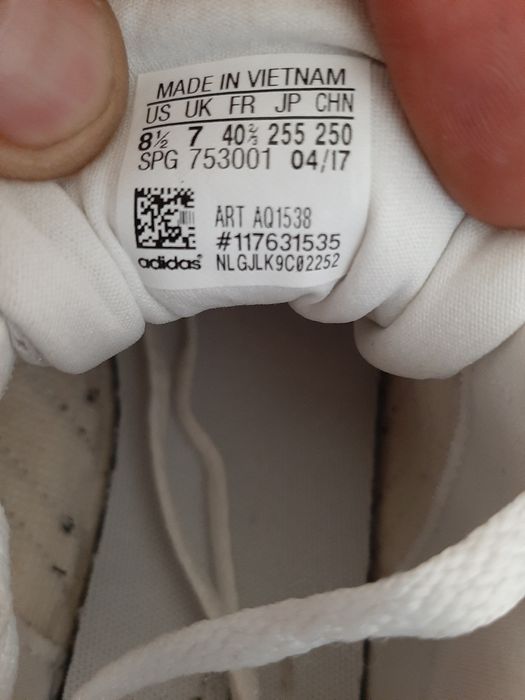 MADE IN VIETNAM
US UK FR JP CHN
8½ 7 40⅔ 255 250
SPG 753001 04/17
ART AQ1538
#117631535
adidas® NLGJLK9C02252